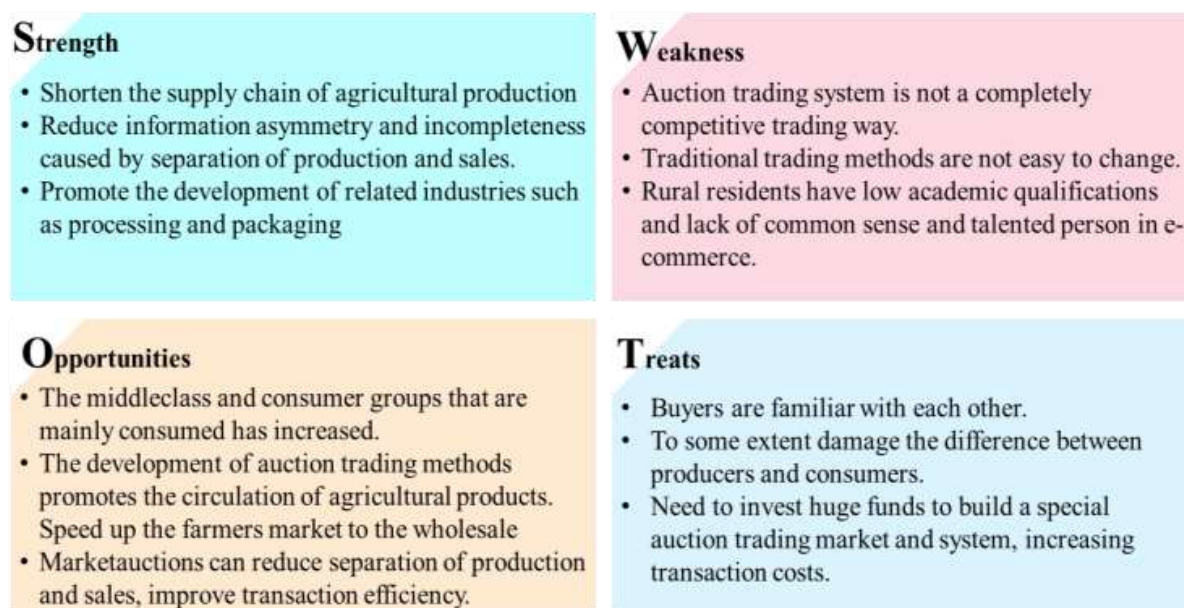 Strength
• Shorten the supply chain of agricultural production
• Reduce information asymmetry and incompleteness
caused by separation of production and sales.
• Promote the development of related industries such
as processing and packaging
Weakness
• Auction trading system is not a completely
competitive trading way.
• Traditional trading methods are not easy to change.
• Rural residents have low academic qualifications
and lack of common sense and talented person in e-
commerce.
Opportunities
• The middleclass and consumer groups that are
mainly consumed has increased.
• The development of auction trading methods
promotes the circulation of agricultural products.
Speed up the farmers market to the wholesale
• Marketauctions can reduce separation of production
and sales, improve transaction efficiency.
Treats
• Buyers are familiar with each other.
• To some extent damage the difference between
producers and consumers.
• Need to invest huge funds to build a special
auction trading market and system, increasing
transaction costs.